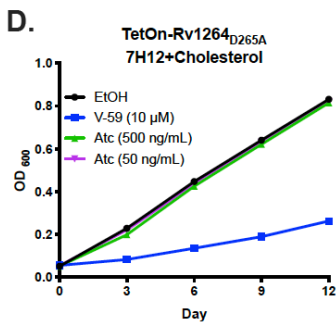 D.
TetOn-Rv1264D265A
7H12+Cholesterol
1.0
0.8
0.6
0.4
0.2
0.0
OD 600
EtOH
V-59 (10 μM)
Atc (500 ng/mL)
Atc (50 ng/mL)
0
3
6
9
12
Day